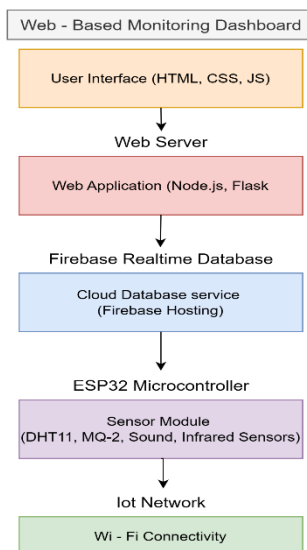 Web - Based Monitoring Dashboard
User Interface (HTML, CSS, JS)
Web Server
Web Application (Node.js, Flask
Firebase Realtime Database
Cloud Database service
(Firebase Hosting)
ESP32 Microcontroller
Sensor Module
(DHT11, MQ-2, Sound, Infrared Sensors)
Iot Network
Wi - Fi Connectivity